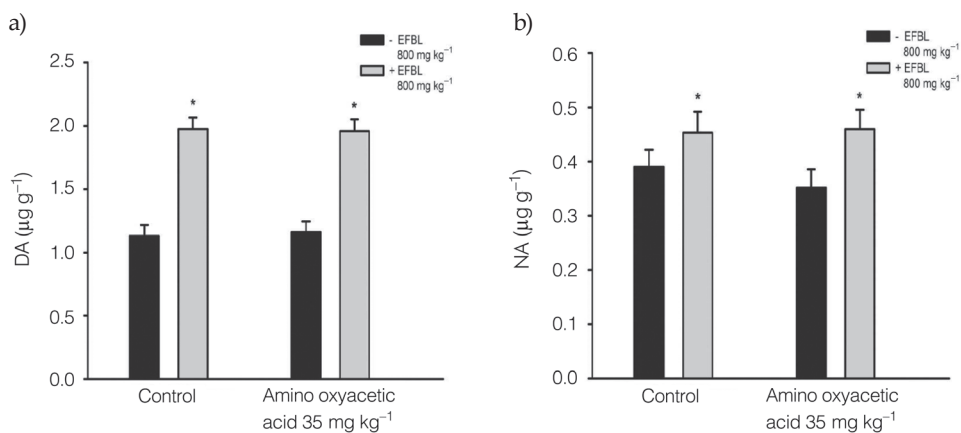 a)
- EFBL
800 mg kg⁻¹
+ EFBL
800 mg kg⁻¹
DA (µg g⁻¹)
2.5
2.0
1.5
1.0
0.5
0.0
*
*
Control
Amino oxyacetic
acid 35 mg kg⁻¹
b)
- EFBL
800 mg kg⁻¹
+ EFBL
800 mg kg⁻¹
NA (µg g⁻¹)
0.6
0.5
0.4
0.3
0.2
0.1
0.0
*
*
Control
Amino oxyacetic
acid 35 mg kg⁻¹